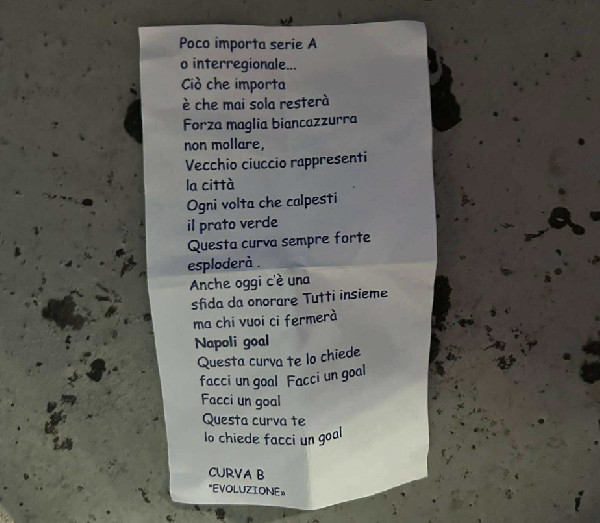 Poco importa serie A
o interregionale...
Ciò che importa
è che mai sola resterà
Forza maglia biancazzurra
non mollare,
Vecchio ciuccio rappresenti
la città
Ogni volta che calpesti
il prato verde
Questa curva sempre forte
esploderà .
Anche oggi c'è una
sfida da onorare Tutti insieme
ma chi vuoi ci fermerà
Napoli goal
Questa curva te lo chiede
facci un goal Facci un goal
Facci un goal
Questa curva te
lo chiede facci un goal
CURVA B
"EVOLUZIONE»